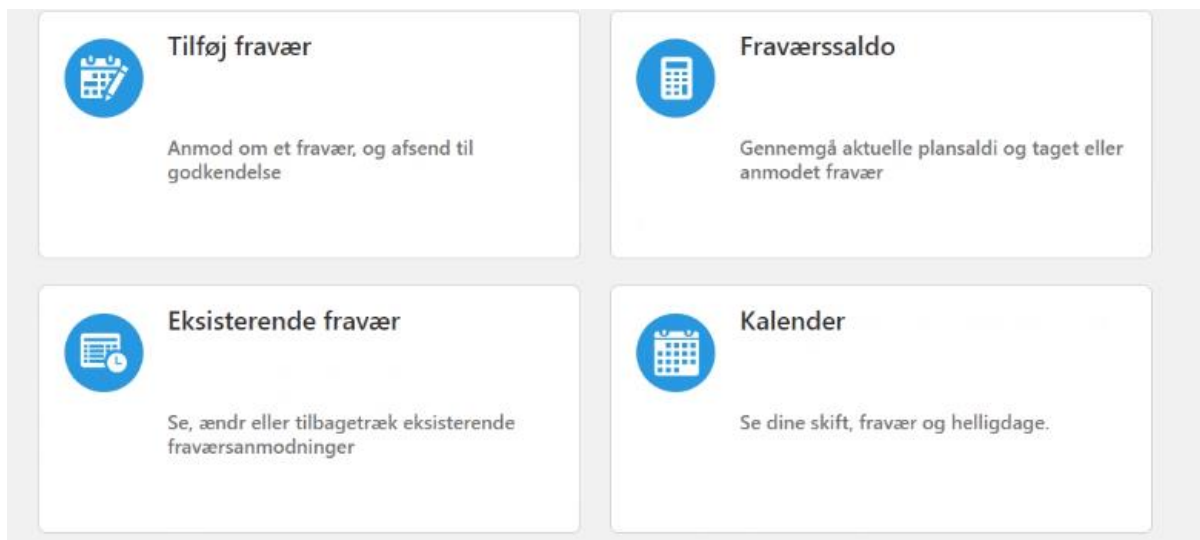 Tilføj fravær
Anmod om et fravær, og afsend til
godkendelse
Fraværssaldo
Gennemgå aktuelle plansaldi og taget eller
anmodet fravær
Eksisterende fravær
Se, ændr eller tilbagetræk eksisterende
fraværsanmodninger
Kalender
Se dine skift, fravær og helligdage.